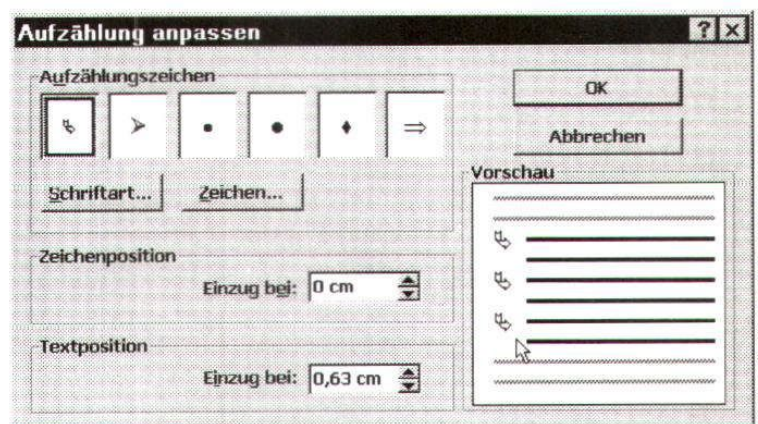 Aufzählung anpassen
Aufzählungszeichen
OK
Abbrechen
Schriftart...
Zeichen...
Vorschau
Zeichenposition
Einzug bei: 0 cm
Textposition
Einzug bei: 0,63 cm